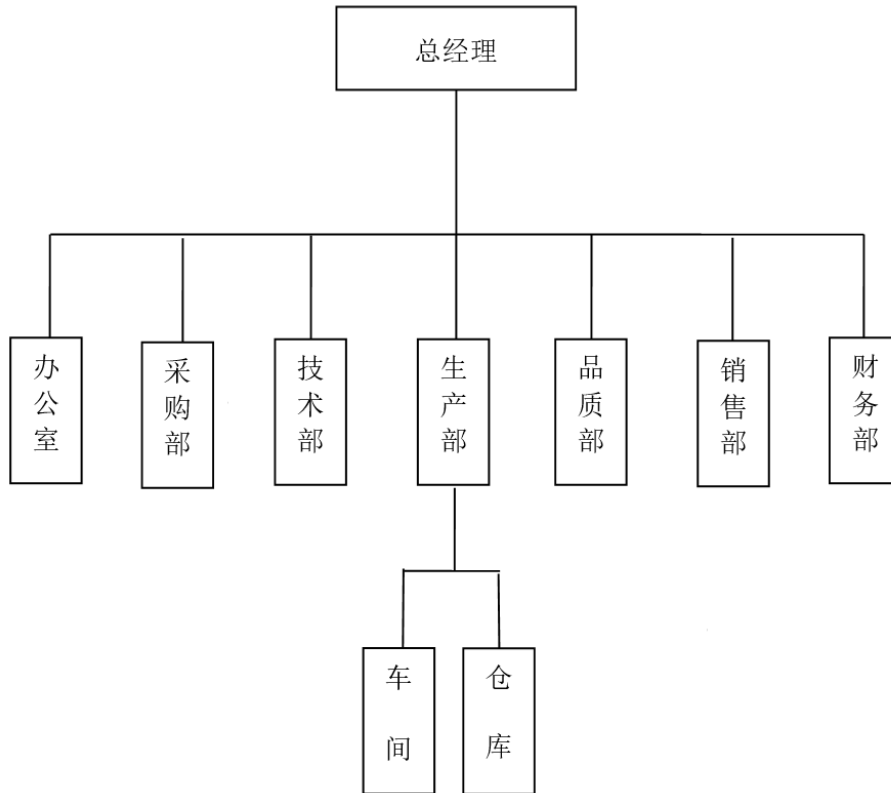 总经理
办公室
采购部
技术部
生产部
品质部
销售部
财务部
车间
仓库